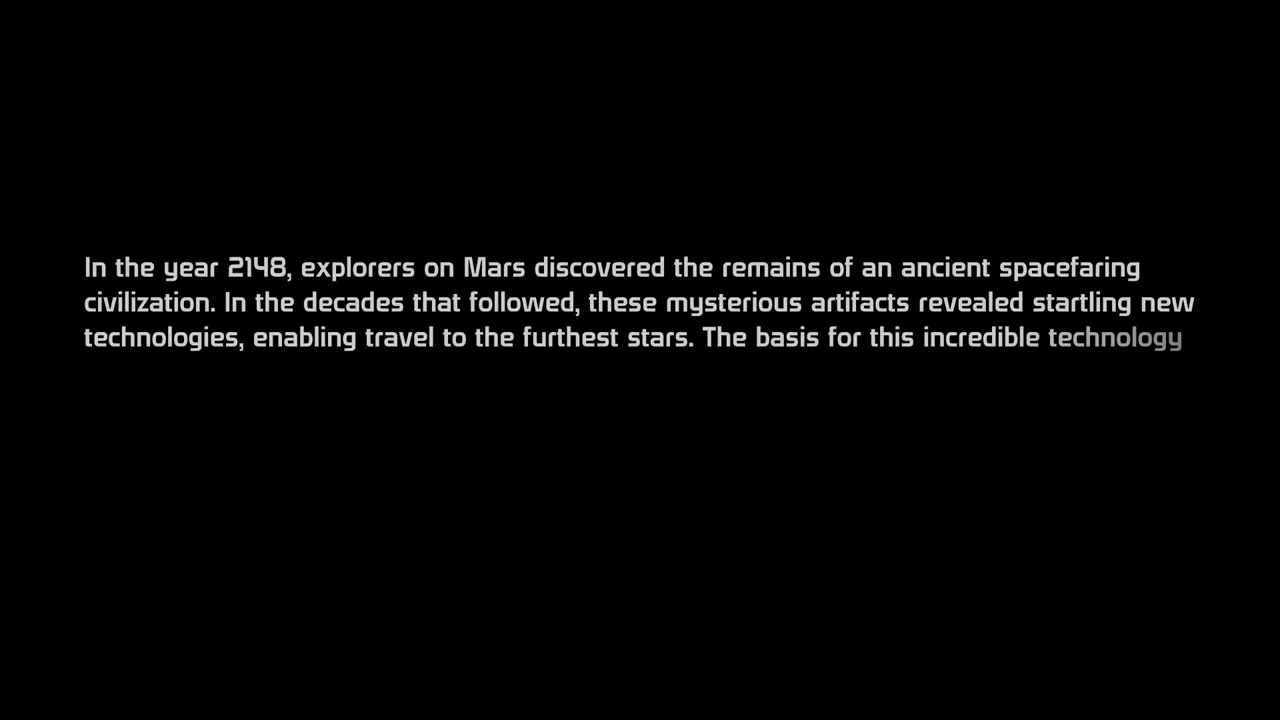 In the year 2148, explorers on Mars discovered the remains of an ancient spacefaring
civilization. In the decades that followed, these mysterious artifacts revealed startling new
technologies, enabling travel to the furthest stars. The basis for this incredible technology